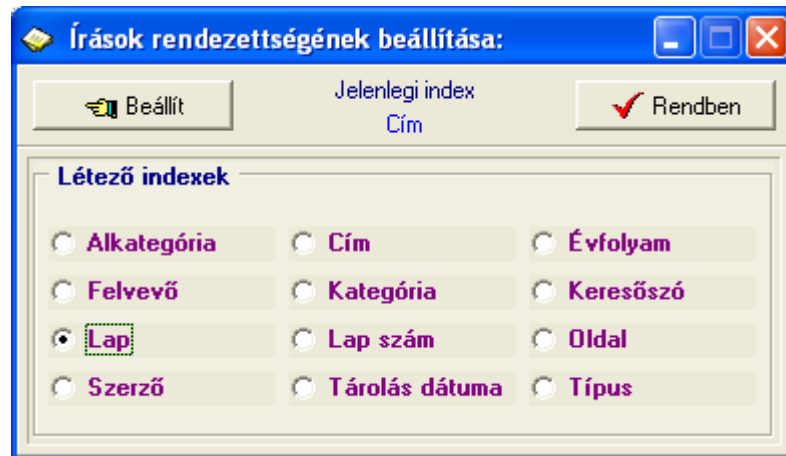 Írások rendezettségének beállítása:
Beállít
Jelenlegi index
Cím
Rendben
Létező indexek
Alkategória Cím Évfolyam
Felvevő Kategória Keresőszó
Lap Lap szám Oldal
Szerző Tárolás dátuma Típus